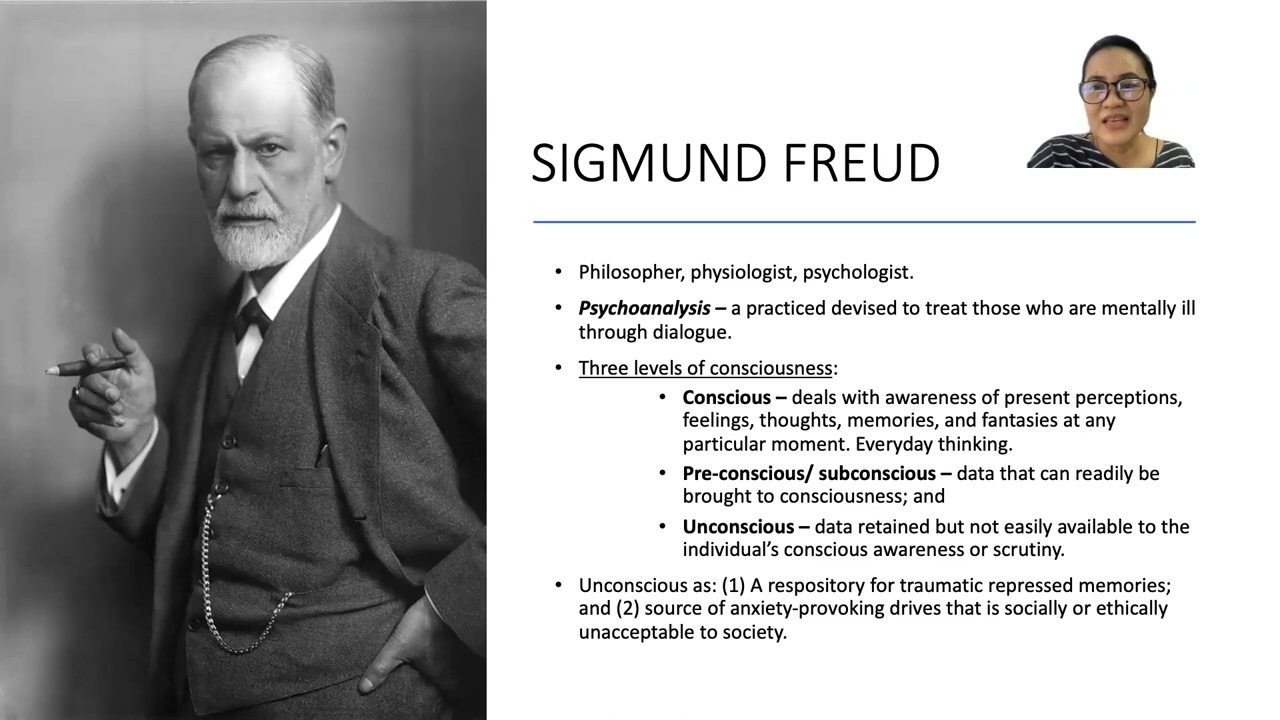 SIGMUND FREUD
• Philosopher, physiologist, psychologist.
• Psychoanalysis – a practiced devised to treat those who are mentally ill
through dialogue.
• Three levels of consciousness:
• Conscious – deals with awareness of present perceptions,
feelings, thoughts, memories, and fantasies at any
particular moment. Everyday thinking.
• Pre-conscious/ subconscious – data that can readily be
brought to consciousness; and
• Unconscious – data retained but not easily available to the
individual’s conscious awareness or scrutiny.
• Unconscious as: (1) A respository for traumatic repressed memories;
and (2) source of anxiety-provoking drives that is socially or ethically
unacceptable to society.